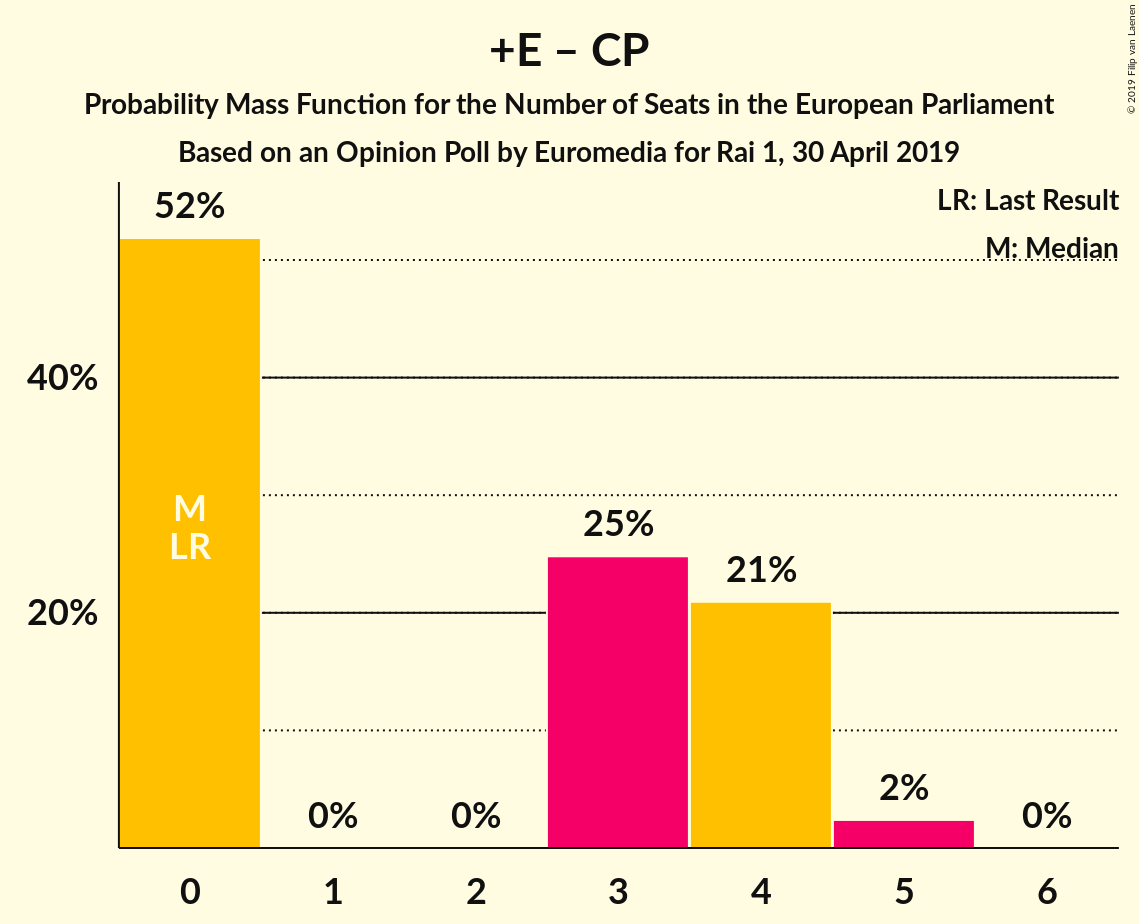 +E – CP
Probability Mass Function for the Number of Seats in the European Parliament
Based on an Opinion Poll by Euromedia for Rai 1, 30 April 2019
© 2019 Filip van Laenen
LR: Last Result
M: Median
52%
40%
M
LR
25%
21%
20%
2%
0%
0%
0%
0
1
2
3
4
5
6